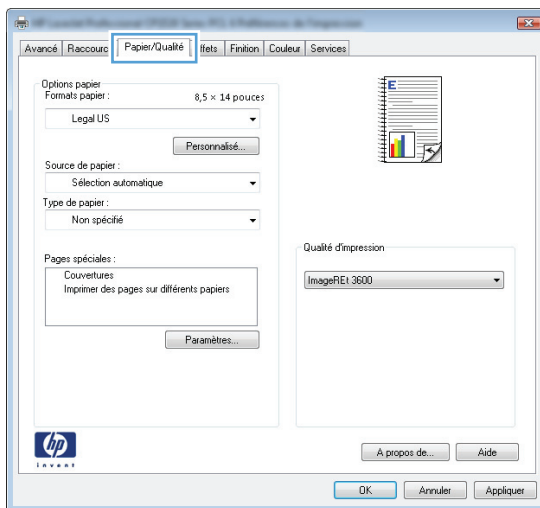 Avancé Raccourc Papier/Qualité ffets Finition Couleur Services
Options papier
Formats papier :
8,5 × 14 pouces
Legal US
Personnalisé...
Source de papier :
Sélection automatique
Type de papier :
Non spécifié
Pages spéciales :
Couvertures
Imprimer des pages sur différents papiers
Paramètres...
E
Qualité d'impression
ImageREt 3600
hp
invent
A propos de... Aide
OK Annuler Appliquer